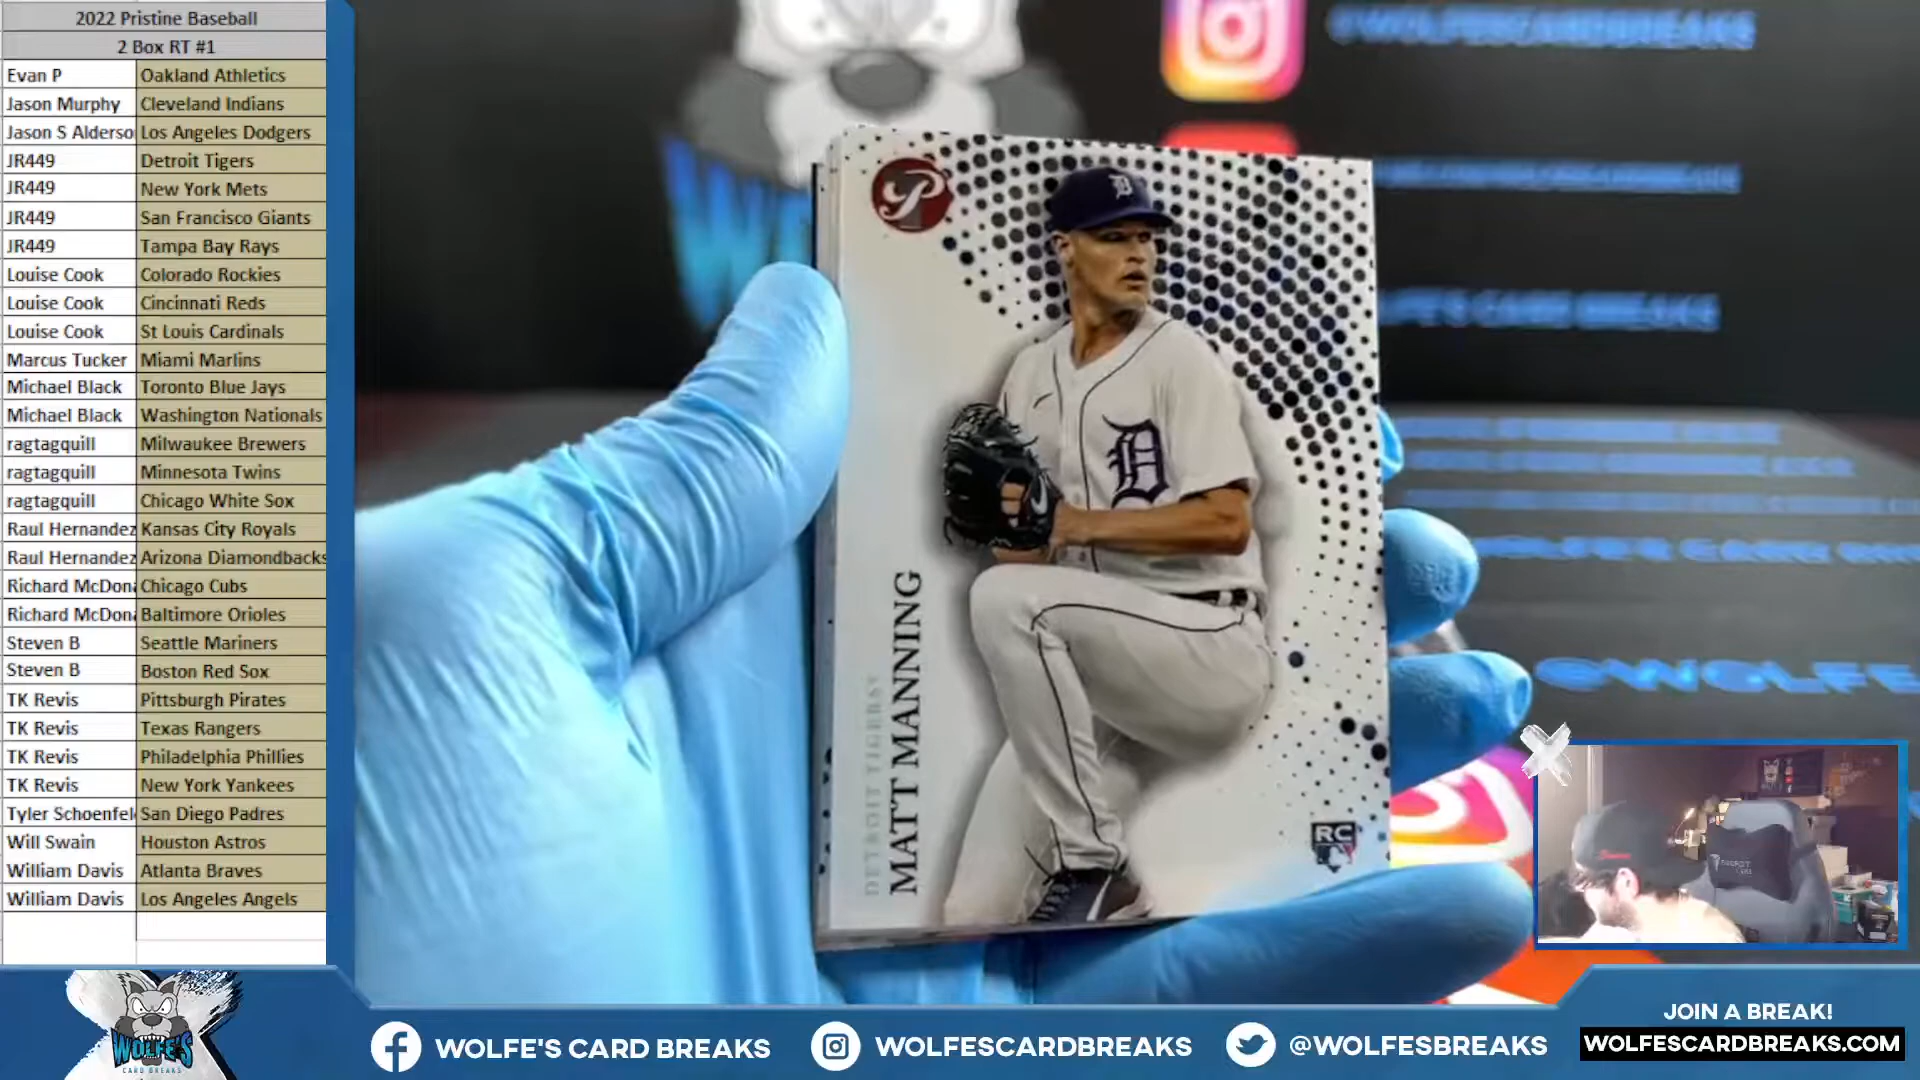 2022 Pristine Baseball
2 Box RT #1
Evan P Oakland Athletics
Jason Murphy Cleveland Indians
Jason S Alderso Los Angeles Dodgers
JR449 Detroit Tigers
JR449 New York Mets
JR449 San Francisco Giants
JR449 Tampa Bay Rays
Louise Cook Colorado Rockies
Louise Cook Cincinnati Reds
Louise Cook St Louis Cardinals
Marcus Tucker Miami Marlins
Michael Black Toronto Blue Jays
Michael Black Washington Nationals
ragtagquill Milwaukee Brewers
ragtagquill Minnesota Twins
ragtagquill Chicago White Sox
Raul Hernandez Kansas City Royals
Raul Hernandez Arizona Diamondbacks
Richard McDona Chicago Cubs
Richard McDona Baltimore Orioles
Steven B Seattle Mariners
Steven B Boston Red Sox
TK Revis Pittsburgh Pirates
TK Revis Texas Rangers
TK Revis Philadelphia Phillies
TK Revis New York Yankees
Tyler Schoenfel San Diego Padres
Will Swain Houston Astros
William Davis Atlanta Braves
William Davis Los Angeles Angels
@WOLFESCARDBREAKS
P
D
D
DETROIT TIGERS
MATT MANNING
RC
@WOLFE
WOLFE'S
CARD BREAKS
WOLFE'S CARD BREAKS
WOLFESCARDBREAKS
@WOLFESBREAKS
JOIN A BREAK!
WOLFESCARDBREAKS.COM